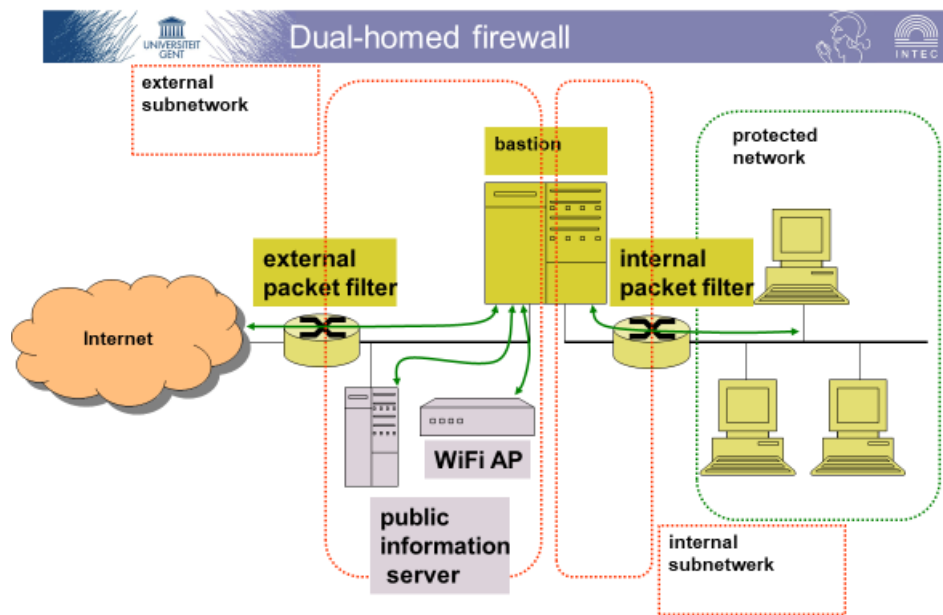 UNIVERSITEIT
GENT
Dual-homed firewall
INTEC
external
subnetwork
bastion
protected
network
external
packet filter
internal
packet filter
Internet
WiFi AP
public
information
server
internal
subnetwerk